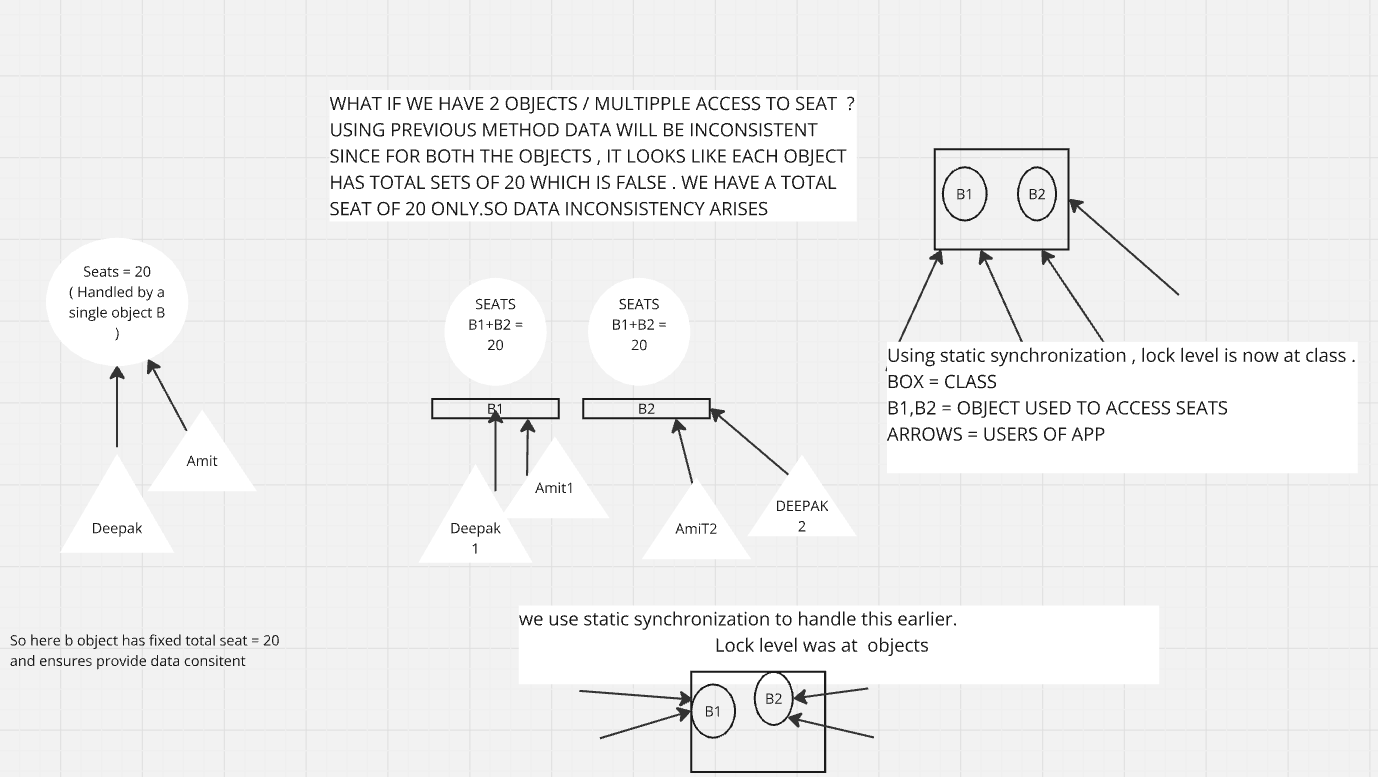 WHAT IF WE HAVE 2 OBJECTS / MULTIPPLE ACCESS TO SEAT  ?
USING PREVIOUS METHOD DATA WILL BE INCONSISTENT
SINCE FOR BOTH THE OBJECTS , IT LOOKS LIKE EACH OBJECT
HAS TOTAL SETS OF 20 WHICH IS FALSE . WE HAVE A TOTAL
SEAT OF 20 ONLY.SO DATA INCONSISTENCY ARISES
Seats = 20
( Handled by a
single object B
)
Amit
Deepak
So here b object has fixed total seat = 20
and ensures provide data consitent
SEATS
B1+B2 =
20
SEATS
B1+B2 =
20
B1
B2
Amit1
Deepak
1
AmiT2
DEEPAK
2
B1
B2
Using static synchronization , lock level is now at class .
BOX = CLASS
B1,B2 = OBJECT USED TO ACCESS SEATS
ARROWS = USERS OF APP
we use static synchronization to handle this earlier.
Lock level was at  objects
B1
B2